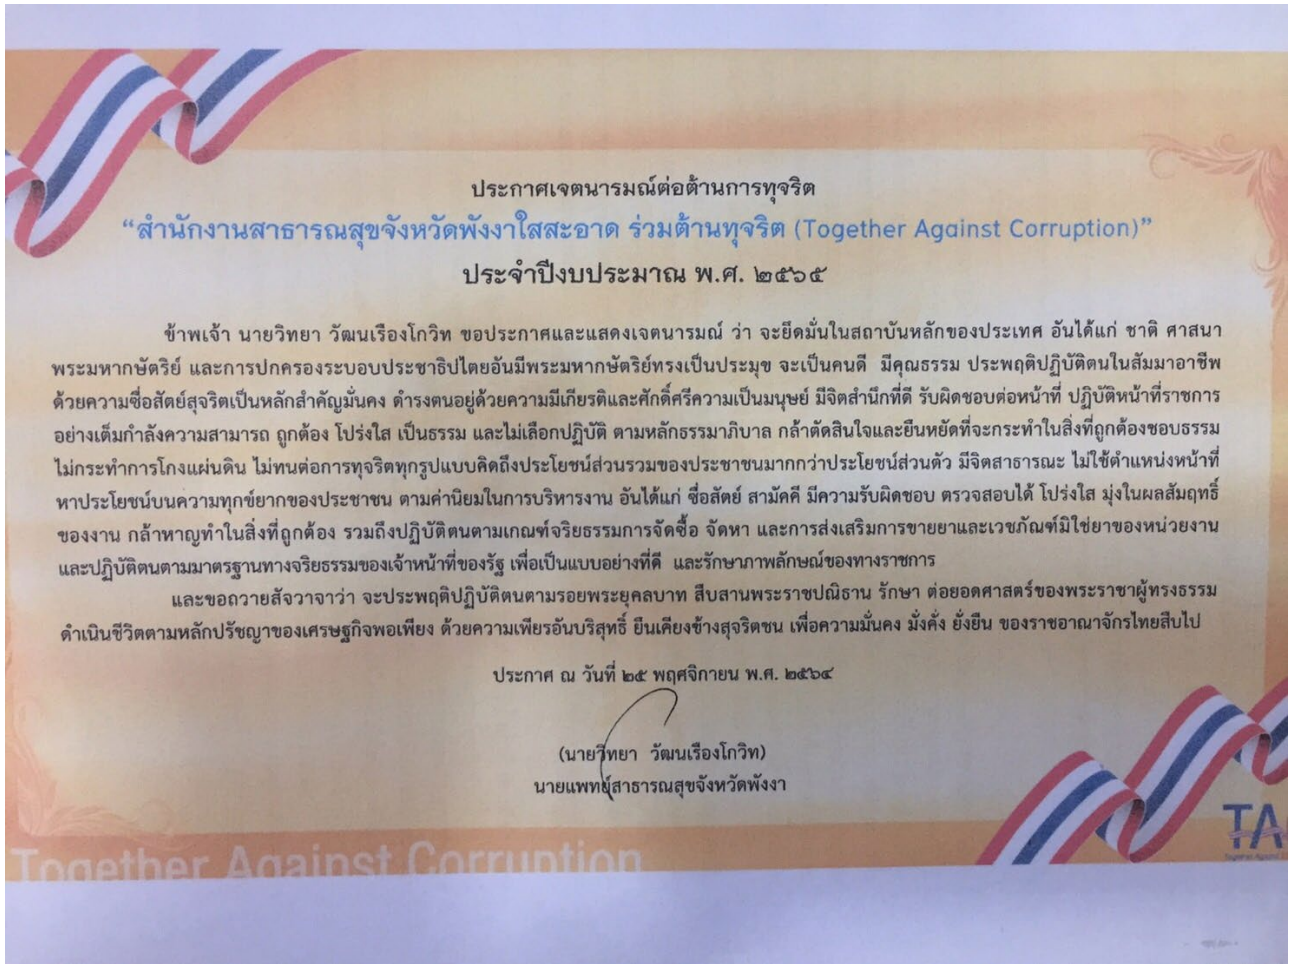 ประกาศเจตนารมณ์ต่อต้านการทุจริต
“สำนักงานสาธารณสุขจังหวัดพังงาใสสะอาด ร่วมต้านทุจริต (Together Against Corruption)”
ประจำปีงบประมาณ พ.ศ. ๒๕๖๕
ข้าพเจ้า นายวิทยา วัฒนเรืองโกวิท ขอประกาศและแสดงเจตนารมณ์ ว่า จะยึดมั่นในสถาบันหลักของประเทศ อันได้แก่ ชาติ ศาสนา
พระมหากษัตริย์ และการปกครองระบอบประชาธิปไตยอันมีพระมหากษัตริย์ทรงเป็นประมุข จะเป็นคนดี มีคุณธรรม ประพฤติปฏิบัติตนในสัมมาอาชีพ
ด้วยความซื่อสัตย์สุจริตเป็นหลักสำคัญมั่นคง ดำรงตนอยู่ด้วยความมีเกียรติและศักดิ์ศรีความเป็นมนุษย์ มีจิตสำนึกที่ดี รับผิดชอบต่อหน้าที่ ปฏิบัติหน้าที่ราชการ
อย่างเต็มกำลังความสามารถ ถูกต้อง โปร่งใส เป็นธรรม และไม่เลือกปฏิบัติ ตามหลักธรรมาภิบาล กล้าตัดสินใจและยืนหยัดที่จะกระทำในสิ่งที่ถูกต้องชอบธรรม
ไม่กระทำการโกงแผ่นดิน ไม่ทนต่อการทุจริตทุกรูปแบบคิดถึงประโยชน์ส่วนรวมของประชาชนมากกว่าประโยชน์ส่วนตัว มีจิตสาธารณะ ไม่ใช้ตำแหน่งหน้าที่
หาประโยชน์บนความทุกข์ยากของประชาชน ตามค่านิยมในการบริหารงาน อันได้แก่ ซื่อสัตย์ สามัคคี มีความรับผิดชอบ ตรวจสอบได้ โปร่งใส มุ่งในผลสัมฤทธิ์
ของงาน กล้าหาญทำในสิ่งที่ถูกต้อง รวมถึงปฏิบัติตนตามเกณฑ์จริยธรรมการจัดซื้อ จัดหา และการส่งเสริมการขายยาและเวชภัณฑ์มิใช่ยาของหน่วยงาน
และปฏิบัติตนตามมาตรฐานทางจริยธรรมของเจ้าหน้าที่ของรัฐ เพื่อเป็นแบบอย่างที่ดี และรักษาภาพลักษณ์ของทางราชการ
และขอถวายสัจวาจาว่า จะประพฤติปฏิบัติตนตามรอยพระยุคลบาท สืบสานพระราชปณิธาน รักษา ต่อยอดศาสตร์ของพระราชาผู้ทรงธรรม
ดำเนินชีวิตตามหลักปรัชญาของเศรษฐกิจพอเพียง ด้วยความเพียรอันบริสุทธิ์ ยืนเคียงข้างสุจริตชน เพื่อความมั่นคง มั่งคั่ง ยั่งยืน ของราชอาณาจักรไทยสืบไป
ประกาศ ณ วันที่ ๒๕ พฤศจิกายน พ.ศ. ๒๕๖๔
(นายวิทยา วัฒนเรืองโกวิท)
นายแพทย์สาธารณสุขจังหวัดพังงา
TA
Together Against Corruption